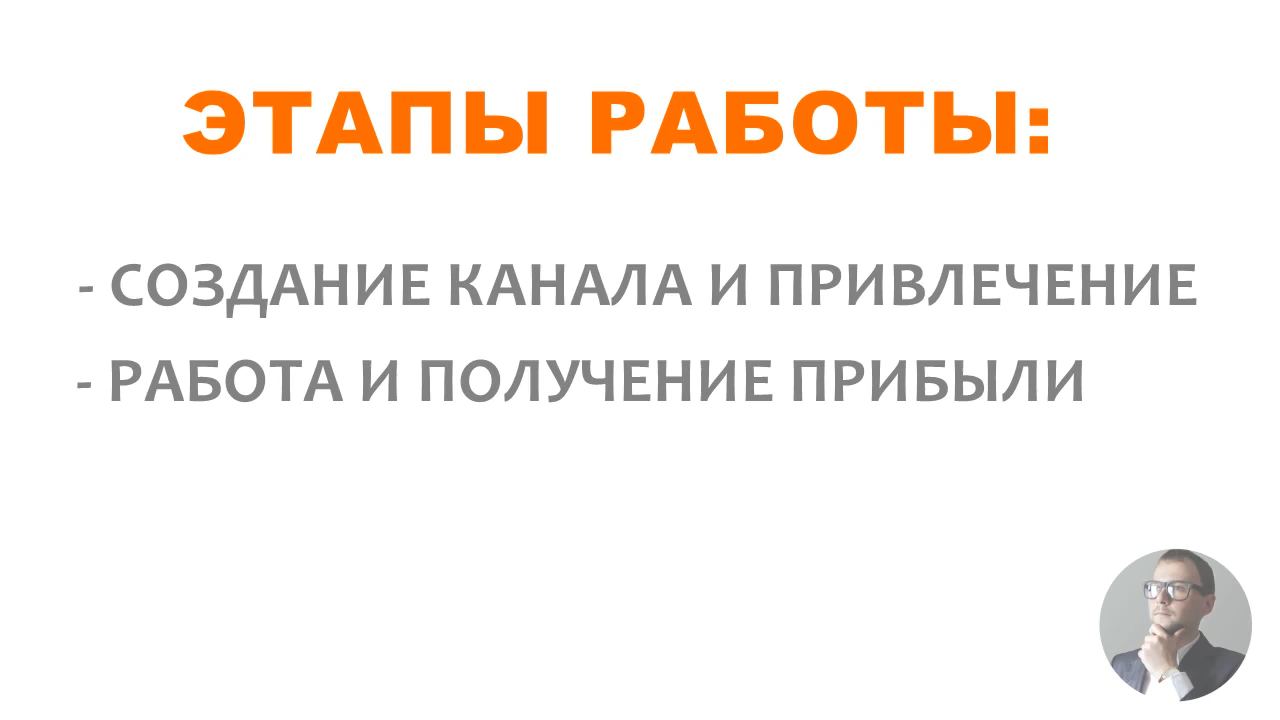 ЭТАПЫ РАБОТЫ:
- СОЗДАНИЕ КАНАЛА И ПРИВЛЕЧЕНИЕ
- РАБОТА И ПОЛУЧЕНИЕ ПРИБЫЛИ